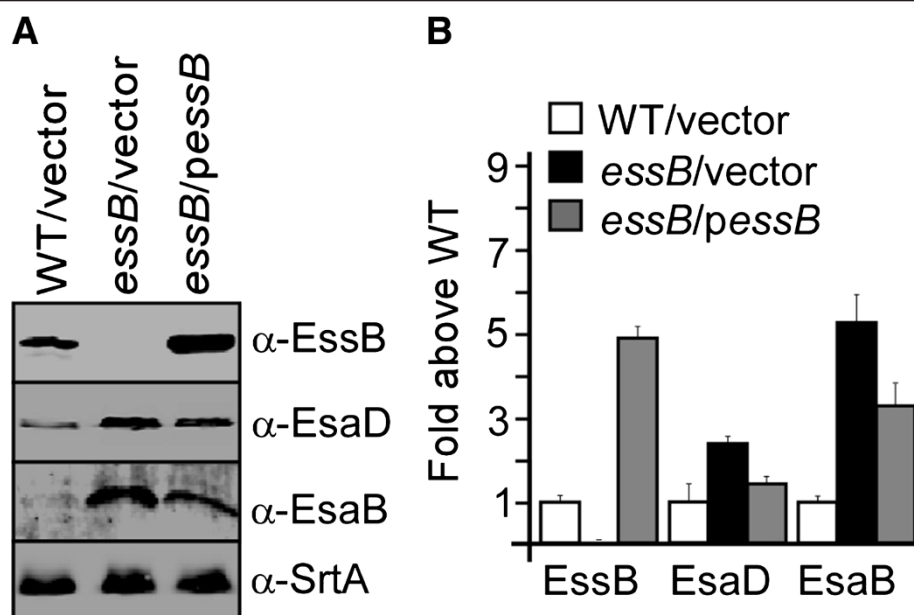 A
WT/vector
essB/vector
essB/pessB
α-EssB
α-EsaD
α-EsaB
α-SrtA
B
WT/vector
essB/vector
essB/pessB
Fold above WT
9
7
5
3
1
EssB EsaD EsaB